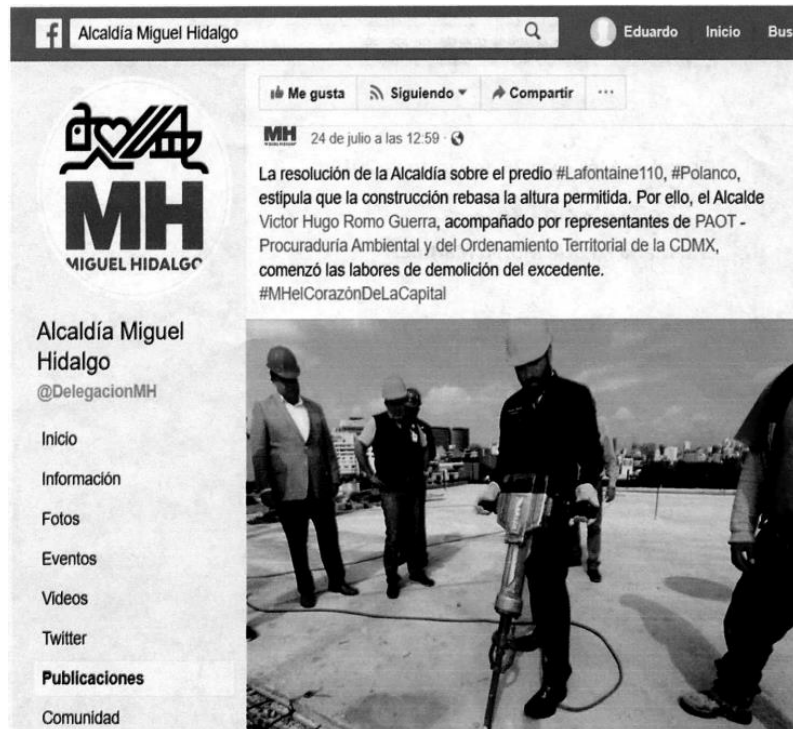 f Alcaldía Miguel Hidalgo
Eduardo Inicio Bus
Me gusta Siguiendo Compartir ...
MH
MIGUEL HIDALGO
MH 24 de julio a las 12:59 ·
La resolución de la Alcaldía sobre el predio #Lafontaine110, #Polanco,
estipula que la construcción rebasa la altura permitida. Por ello, el Alcalde
Victor Hugo Romo Guerra, acompañado por representantes de PAOT -
Procuraduría Ambiental y del Ordenamiento Territorial de la CDMX,
comenzó las labores de demolición del excedente.
#MHelCorazónDeLaCapital
Alcaldía Miguel
Hidalgo
@DelegacionMH
Inicio
Información
Fotos
Eventos
Videos
Twitter
Publicaciones
Comunidad